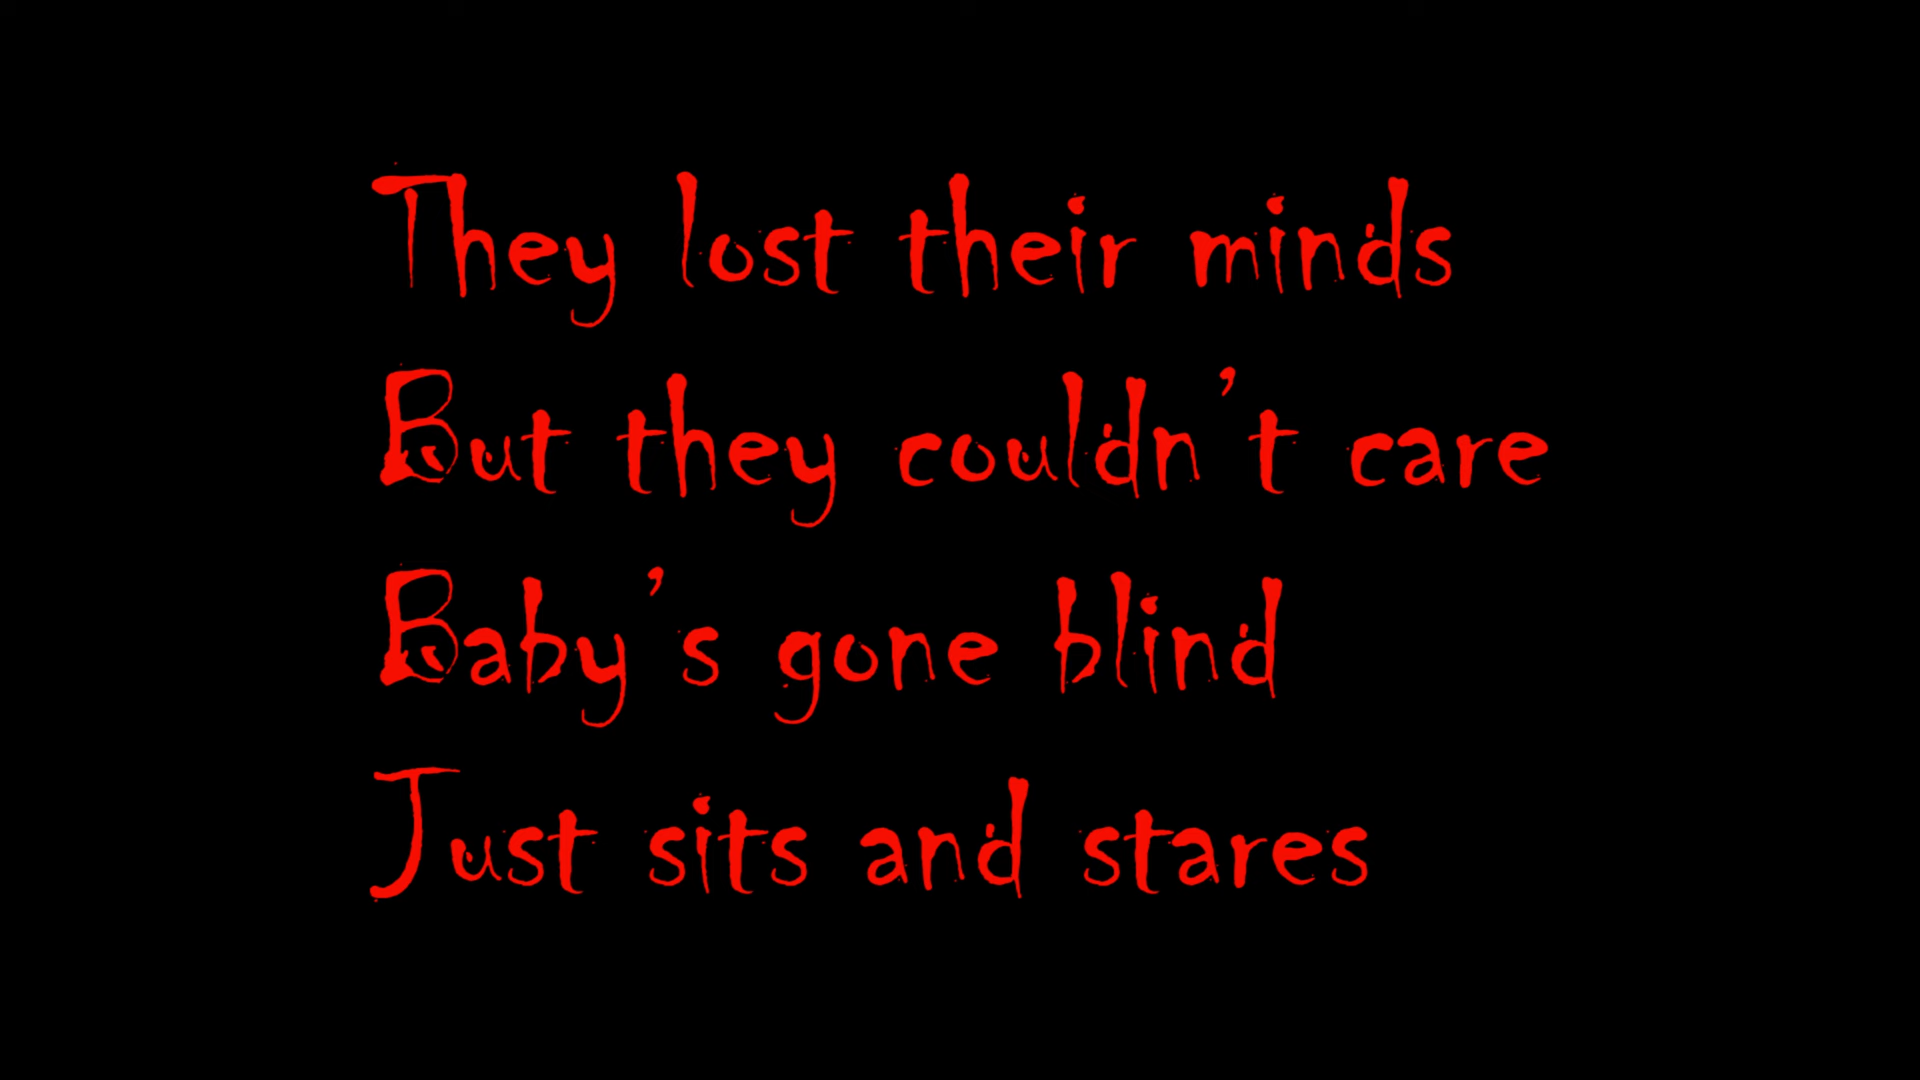 They lost their minds
But they couldn't care
Baby's gone blind
Just sits and stares